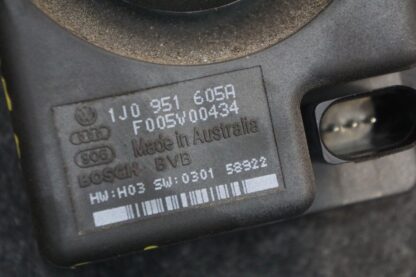 1J0 951 605A
F005V00434
Made in Australia
BOSCH BVB
HW:H03 SW:0301 58922